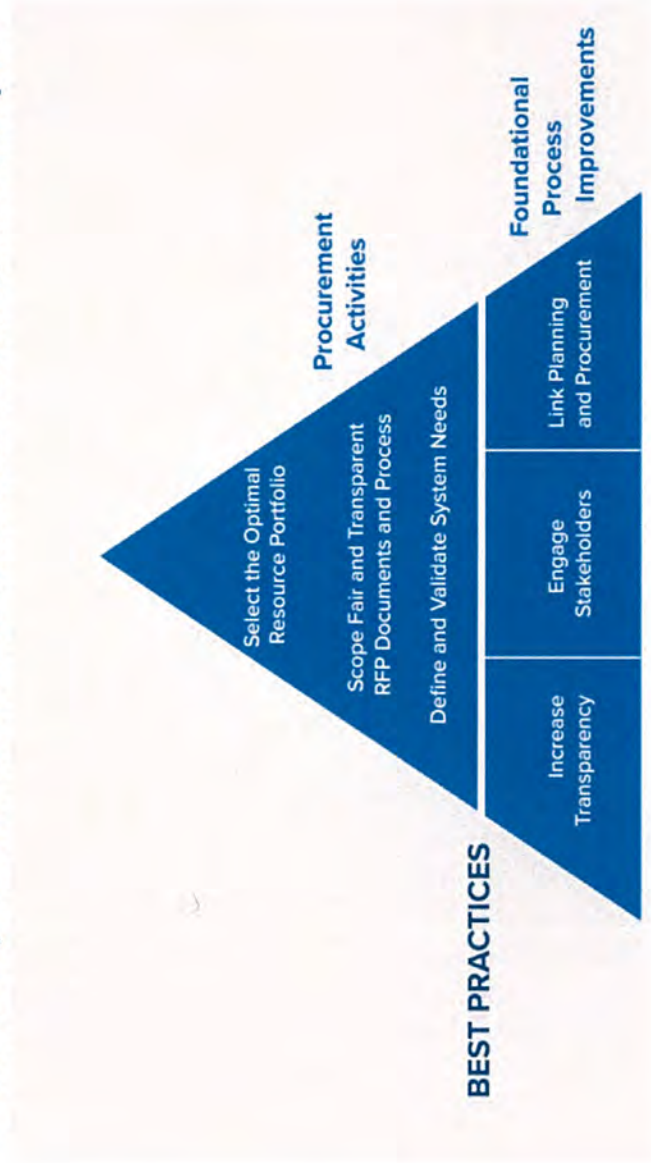 Procurement
Activities
Select the Optimal
Resource Portfolio
Scope Fair and Transparent
RFP Documents and Process
Define and Validate System Needs
BEST PRACTICES
Foundational
Process
Improvements
Increase
Transparency
Engage
Stakeholders
Link Planning
and Procurement